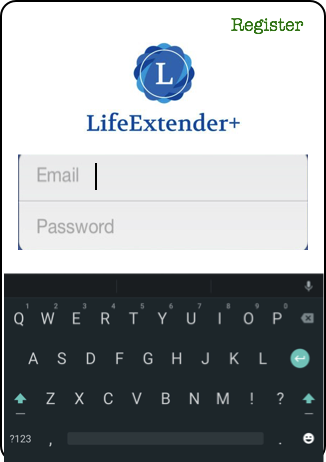 Register
L
LifeExtender+
Email
Password
1 2 3 4 5 6 7 8 9 0
Q W E R T Y U I O P
A S D F G H J K L
Z X C V B N M ! ?
?123 , .